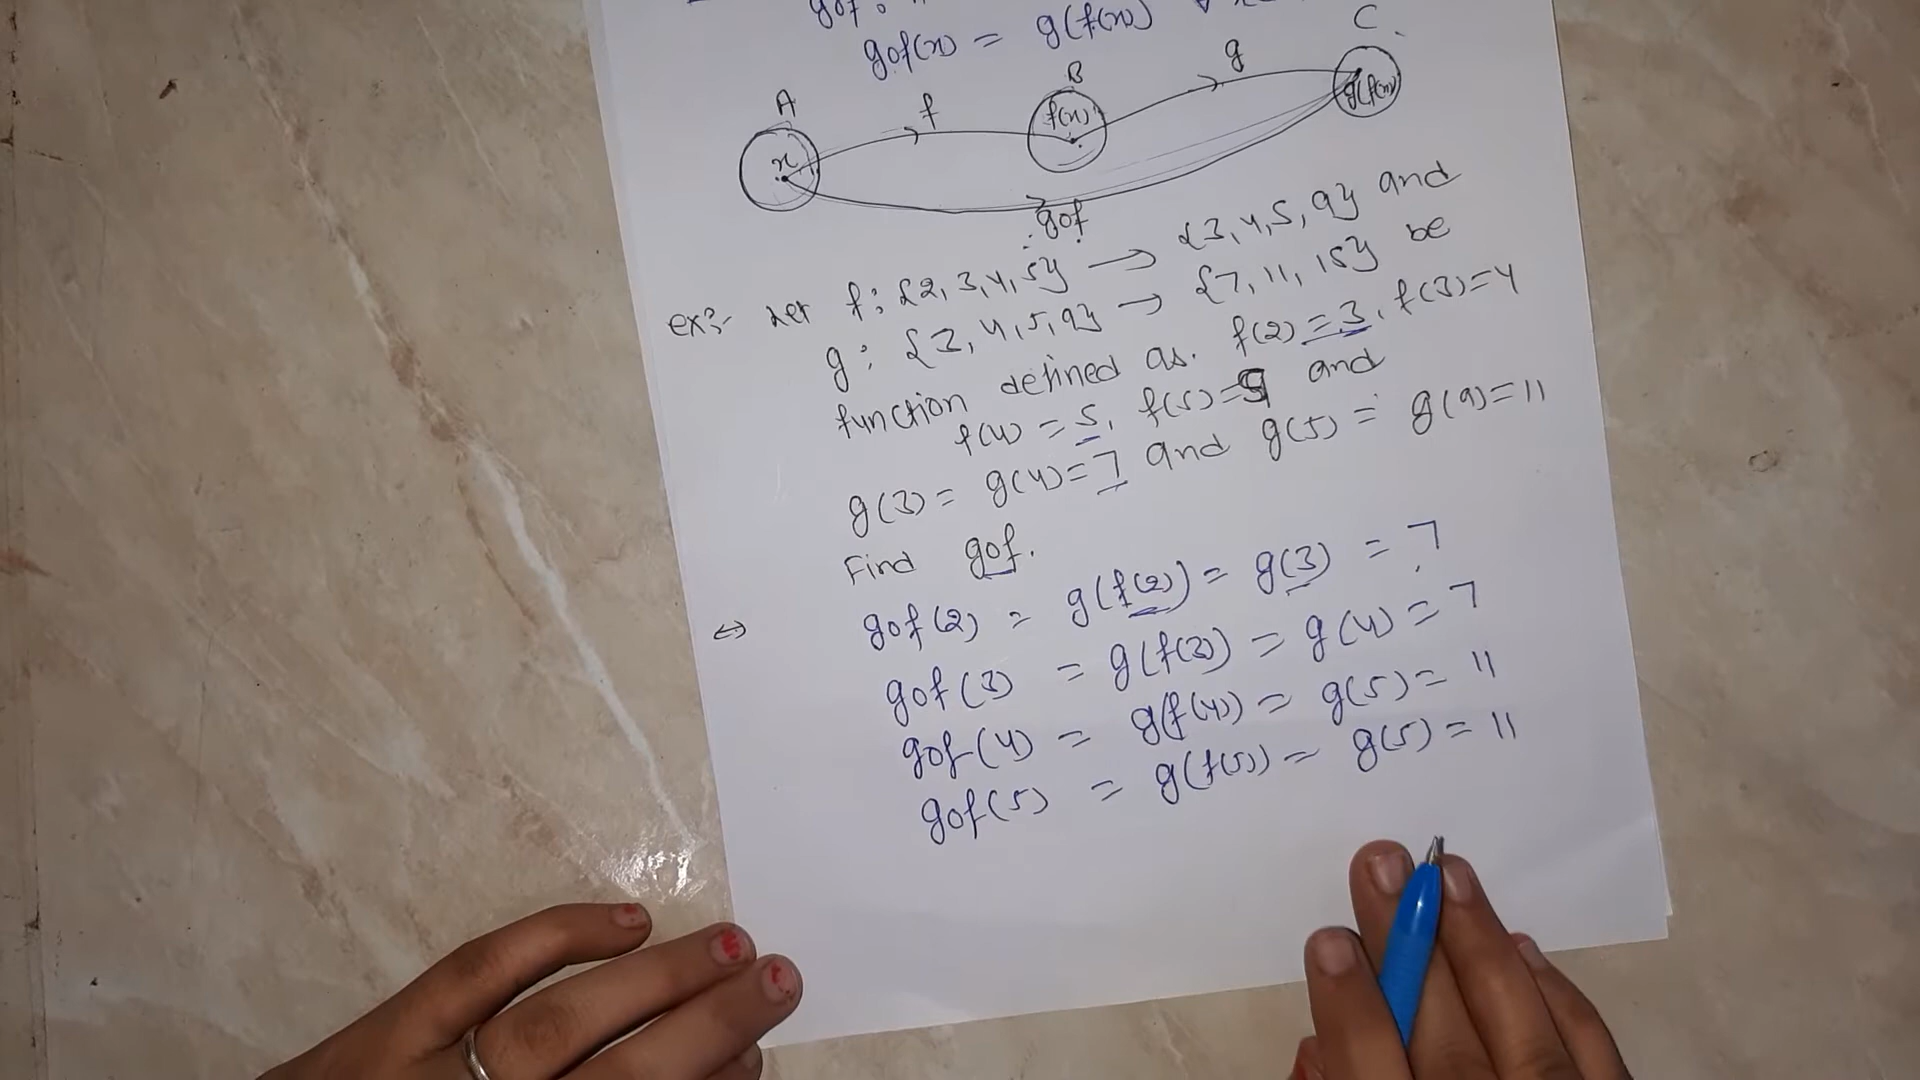 gof :
gof(x) = g(f(x)) ∀
A
f
B
g
C
x
f(x)
g(f(x))
gof
ex:- Let f: {2, 3, 4, 5} → {3, 4, 5, 9} and
g: {3, 4, 5, 9} → {7, 11, 15} be
function defined as. f(2) = 3, f(3) = 4
f(4) = 5, f(5) = 9 and
g(3) = g(4) = 7 and g(5) = g(9) = 11
Find gof.
⇔ gof(2) = g(f(2)) = g(3) = 7
gof(3) = g(f(3)) = g(4) = 7
gof(4) = g(f(4)) = g(5) = 11
gof(5) = g(f(5)) = g(5) = 11